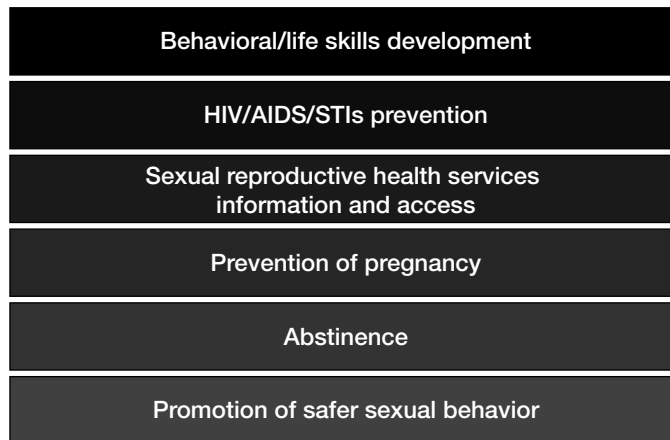 Behavioral/life skills development
HIV/AIDS/STIs prevention
Sexual reproductive health services
information and access
Prevention of pregnancy
Abstinence
Promotion of safer sexual behavior